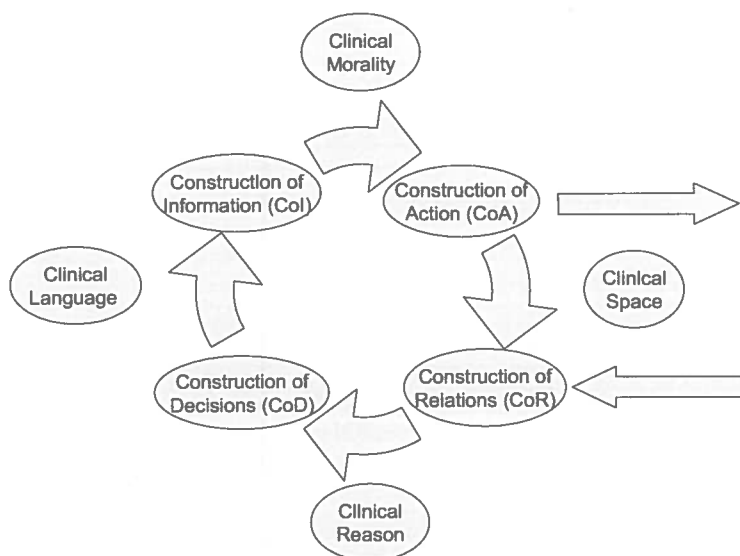 Clinical
Morality
Construction of
Information (CoI)
Construction of
Action (CoA)
Clinical
Language
Clinical
Space
Construction of
Decisions (CoD)
Construction of
Relations (CoR)
Clinical
Reason